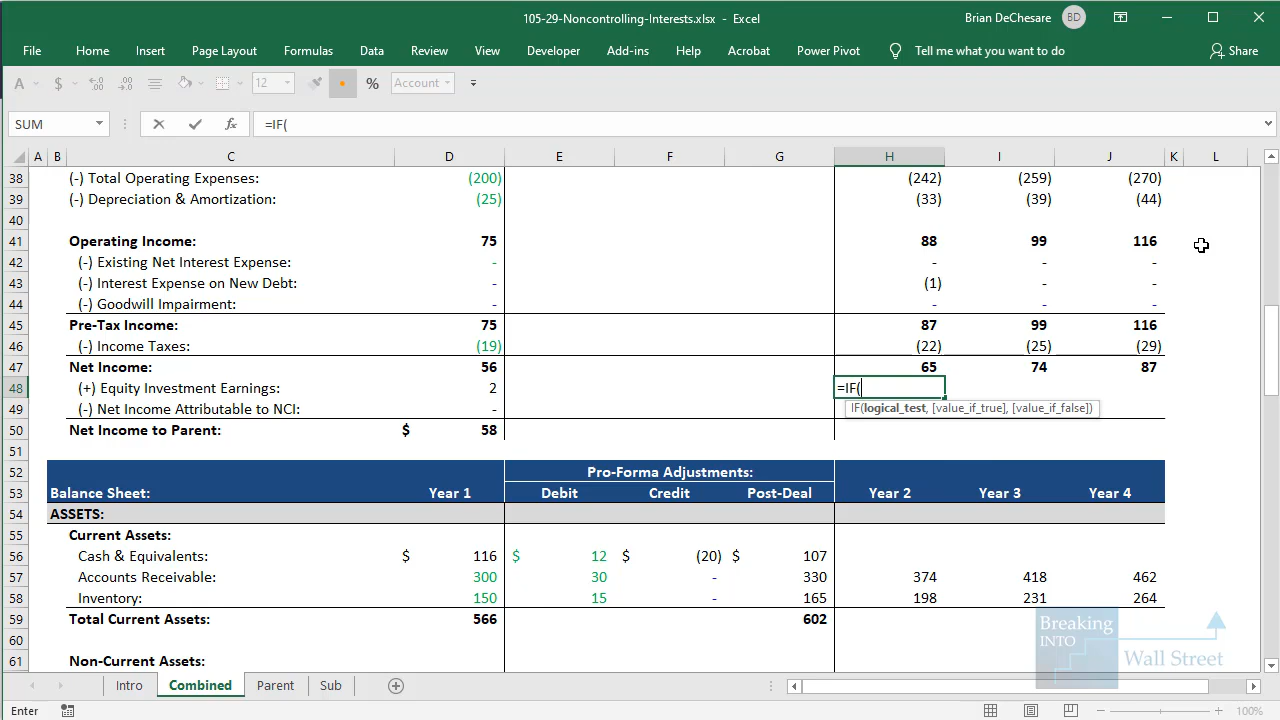 105-29-Noncontrolling-Interests.xlsx - Excel
Brian DeChesare BD
File Home Insert Page Layout Formulas Data Review View Developer Add-ins Help Acrobat Power Pivot Tell me what you want to do Share
A $ 12 % Account
SUM fx =IF(
A B C D E F G H I J K L
38 (-) Total Operating Expenses: (200) (242) (259) (270)
39 (-) Depreciation & Amortization: (25) (33) (39) (44)
40
41 Operating Income: 75 88 99 116
42 (-) Existing Net Interest Expense: - - - -
43 (-) Interest Expense on New Debt: - (1) - -
44 (-) Goodwill Impairment: - - - -
45 Pre-Tax Income: 75 87 99 116
46 (-) Income Taxes: (19) (22) (25) (29)
47 Net Income: 56 65 74 87
48 (+) Equity Investment Earnings: 2 =IF(
49 (-) Net Income Attributable to NCI: - IF(logical_test, [value_if_true], [value_if_false])
50 Net Income to Parent: $ 58
51
52 Pro-Forma Adjustments:
53 Balance Sheet: Year 1 Debit Credit Post-Deal Year 2 Year 3 Year 4
54 ASSETS:
55 Current Assets:
56 Cash & Equivalents: $ 116 $ 12 $ (20) $ 107
57 Accounts Receivable: 300 30 - 330 374 418 462
58 Inventory: 150 15 - 165 198 231 264
59 Total Current Assets: 566 602
60
61 Non-Current Assets:
Breaking
INTO
Wall Street
Intro Combined Parent Sub
Enter 100%